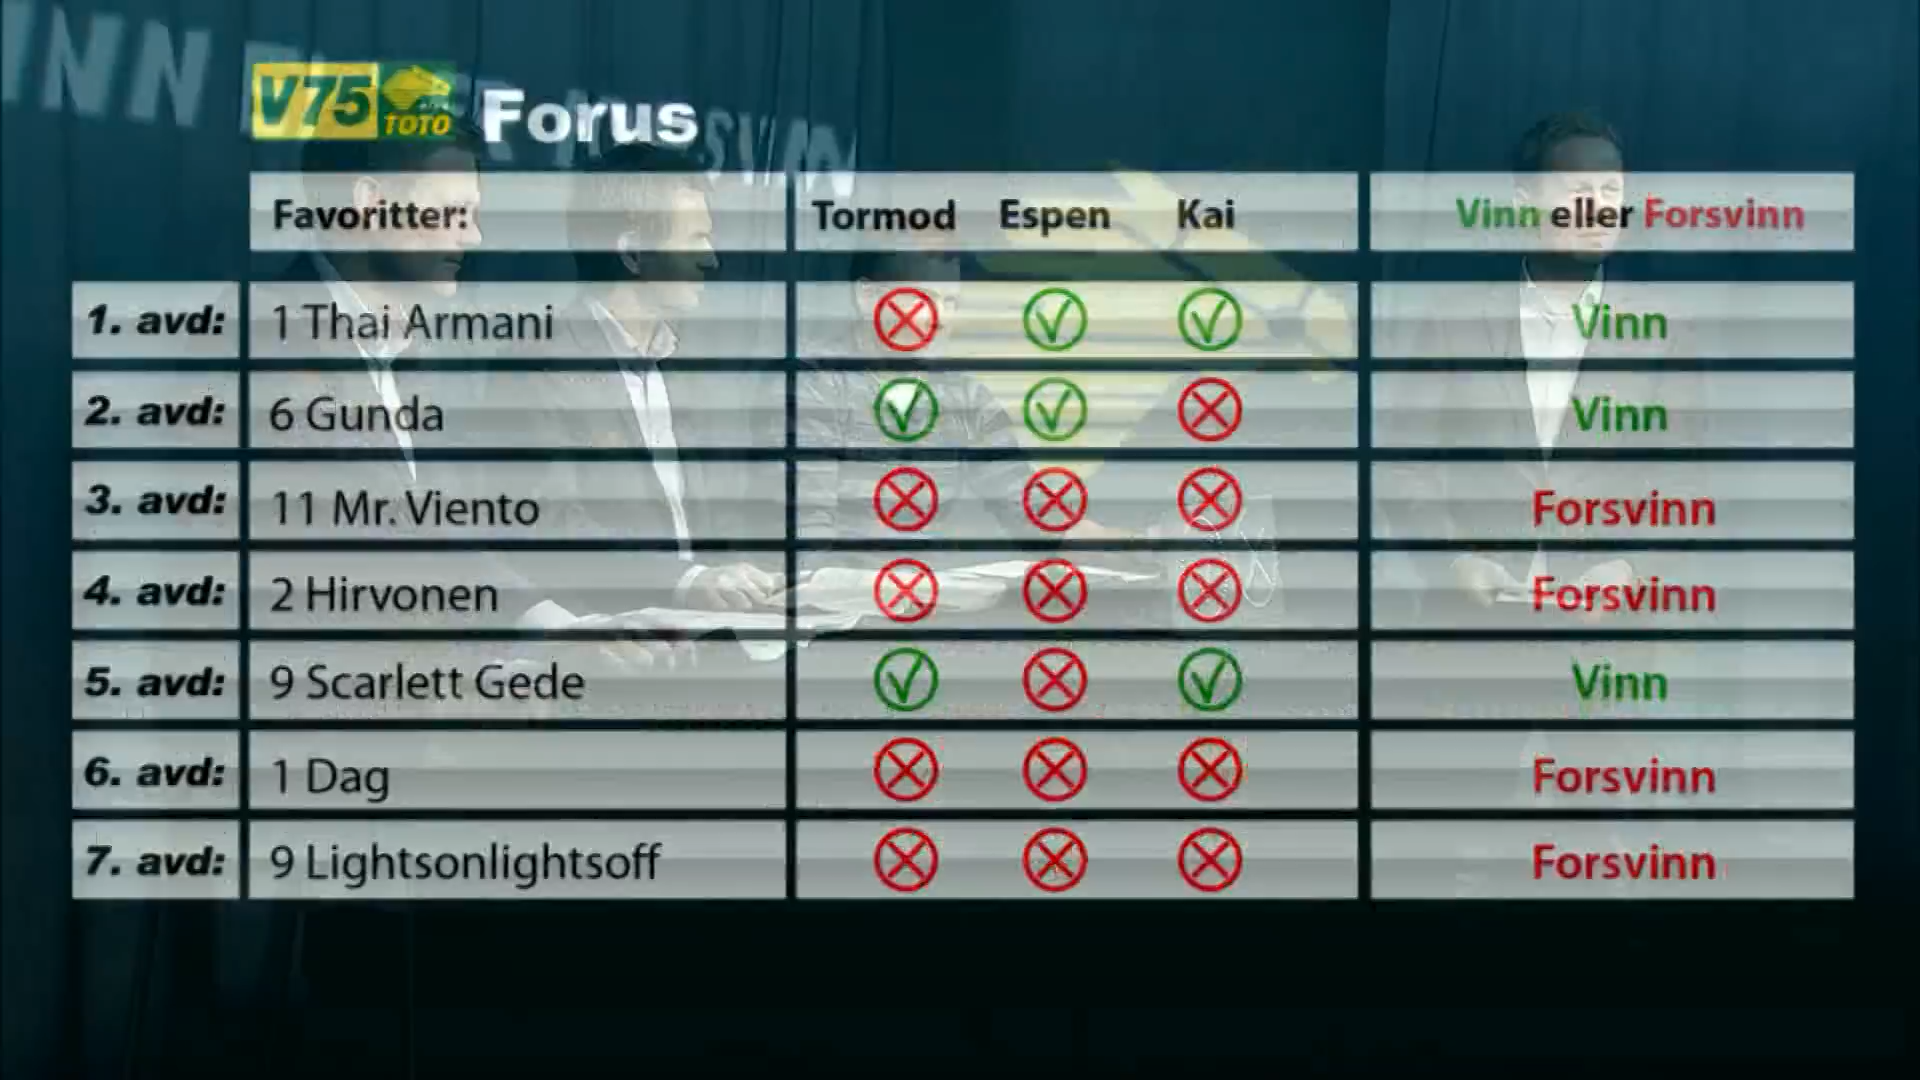 V75 TOTO Forus
Favoritter: Tormod Espen Kai Vinn eller Forsvinn
1. avd: 1 Thai Armani Vinn
2. avd: 6 Gunda Vinn
3. avd: 11 Mr. Viento Forsvinn
4. avd: 2 Hirvonen Forsvinn
5. avd: 9 Scarlett Gede Vinn
6. avd: 1 Dag Forsvinn
7. avd: 9 Lightsonlightsoff Forsvinn